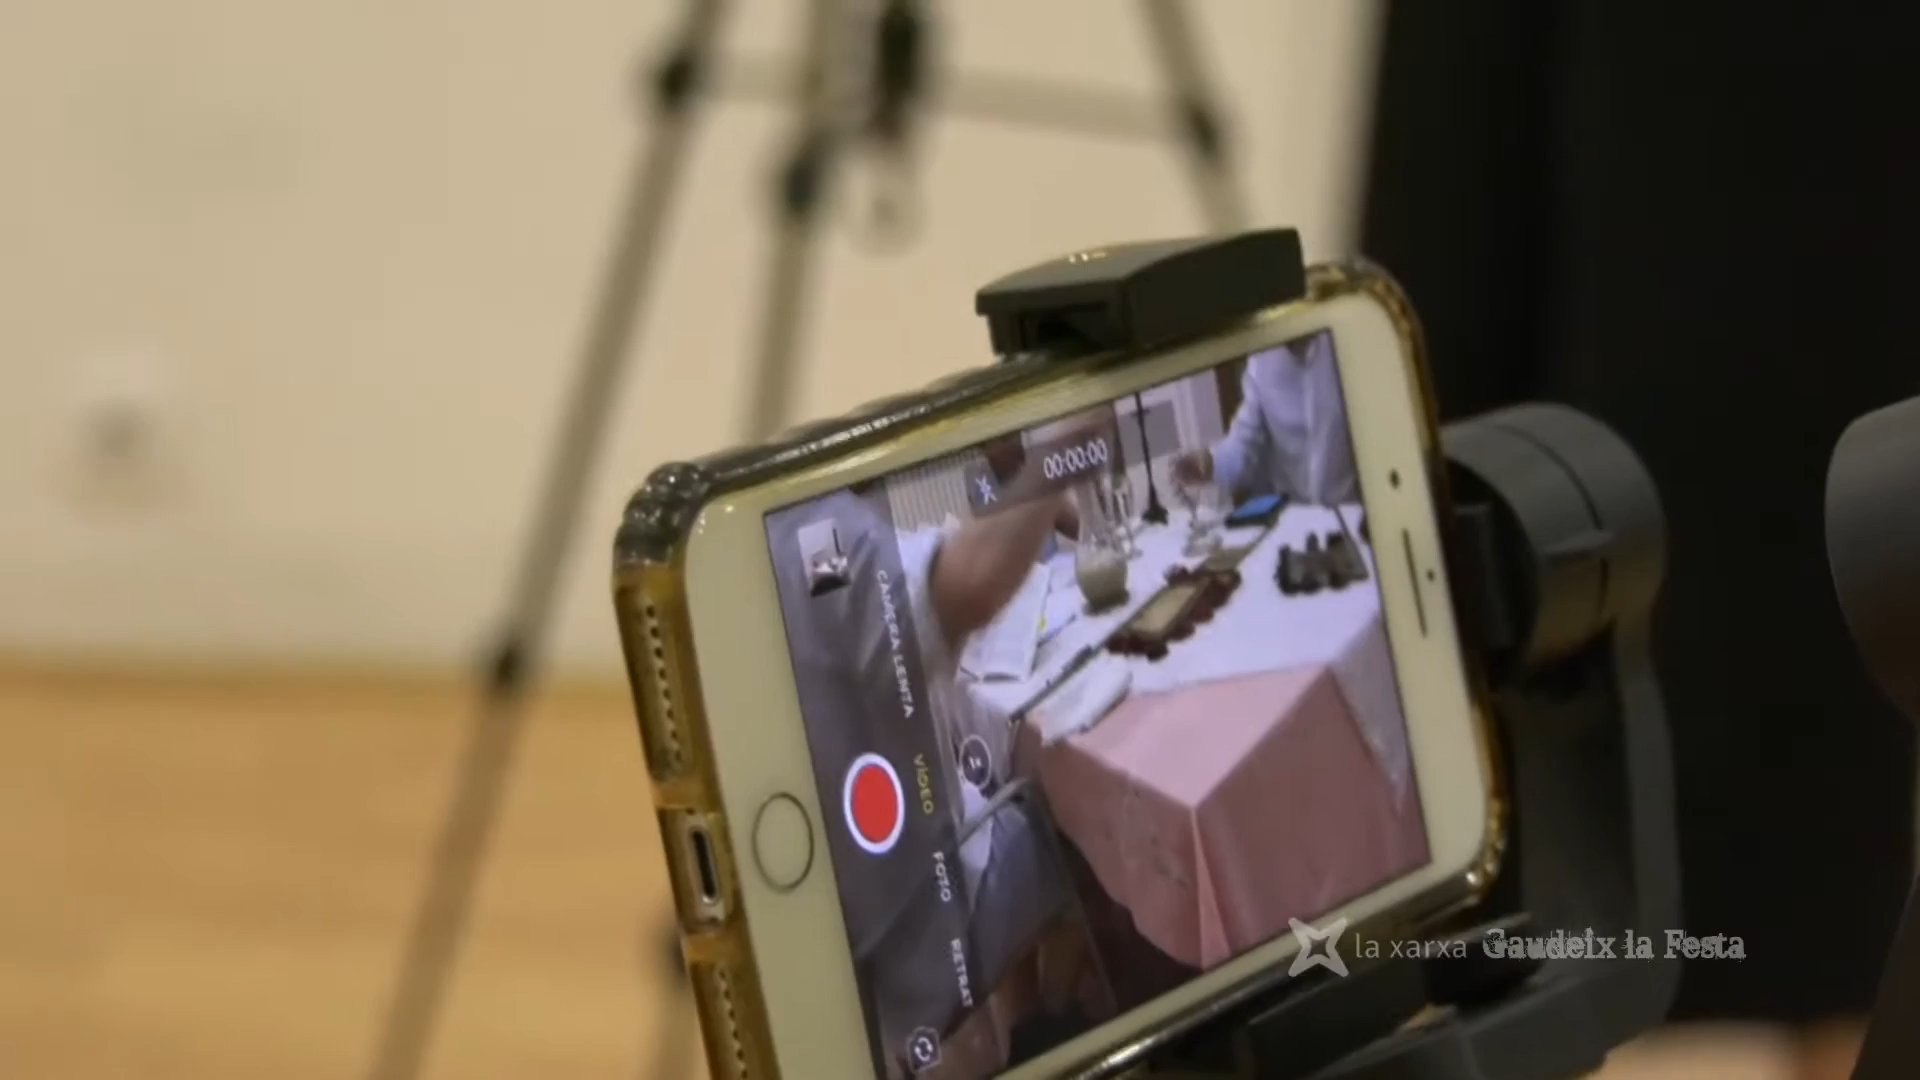 00:00:00
CÀMERA LENTA
VÍDEO
FOTO
RETRAT
la xarxa Gaudeix la Festa